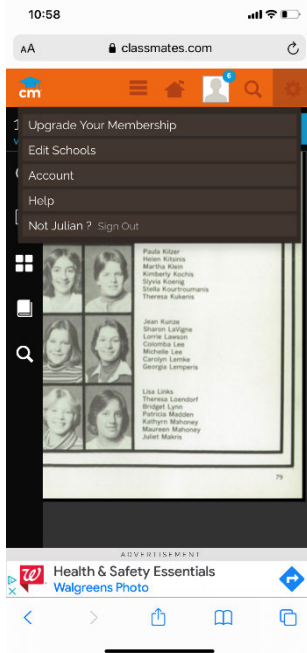 10:58
AA
classmates.com
cm
6
Upgrade Your Membership
Edit Schools
Account
Help
Not Julian ? Sign Out
Paula Kilzer
Helen Kitsinis
Martha Klein
Kimberly Kochis
Slyvia Koenig
Stella Kourtroumanis
Theresa Kukenis
Jean Kunze
Sharon LaVigne
Lorrie Lawson
Colomba Lee
Michelle Lee
Carolyn Lemke
Georgia Lemperis
Lisa Links
Theresa Loendorf
Bridget Lynn
Patricia Madden
Kathyrn Mahoney
Maureen Mahoney
Juliet Makris
79
ADVERTISEMENT
W
Health & Safety Essentials
Walgreens Photo